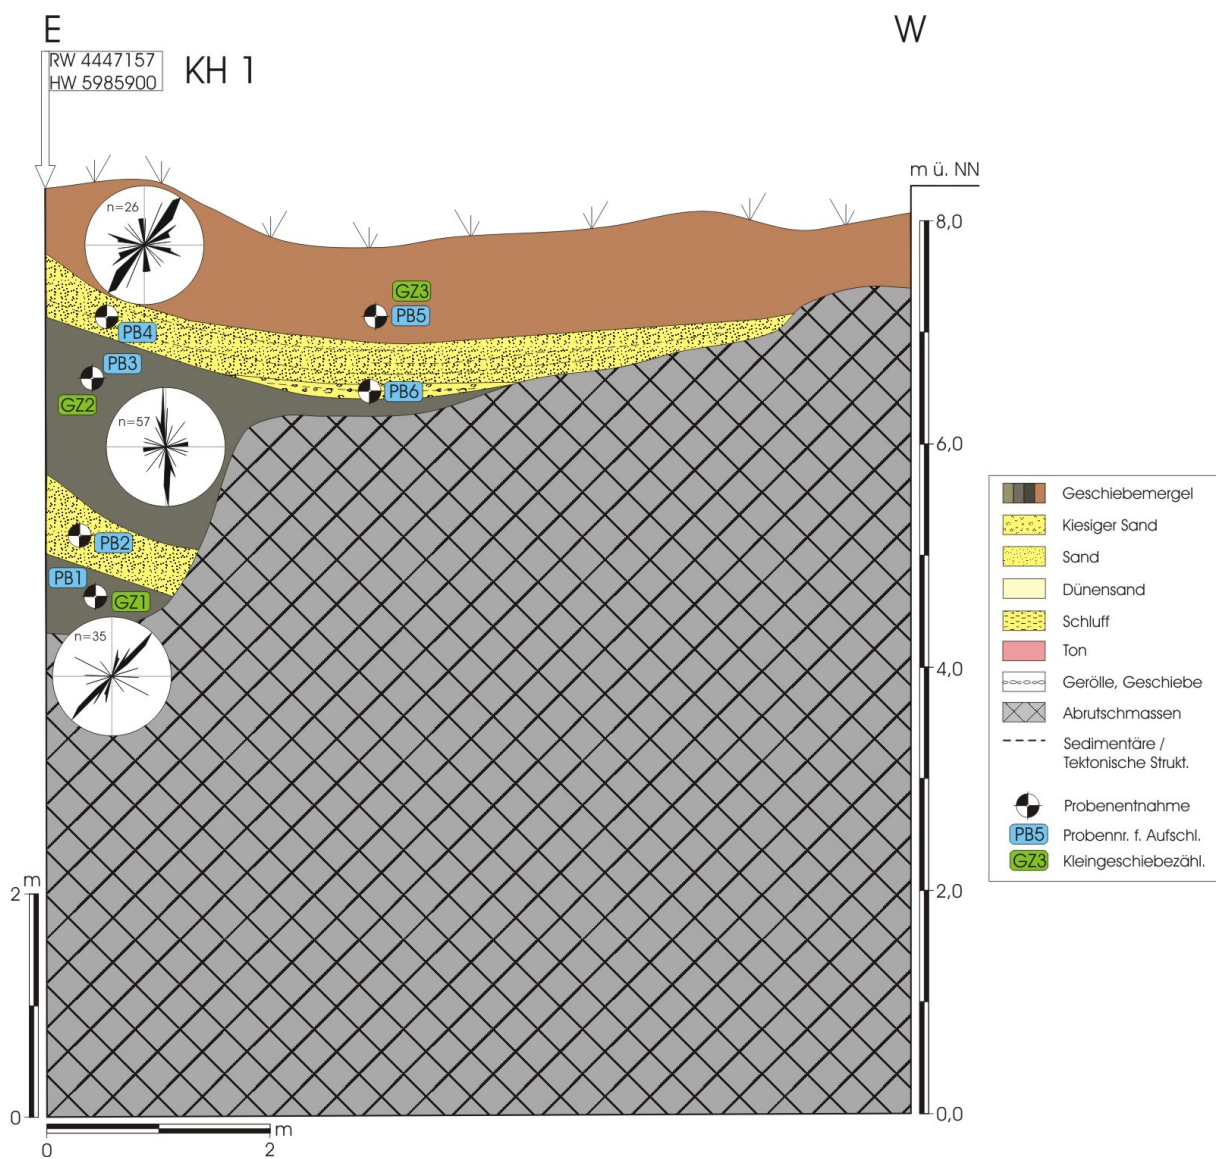 E
W
RW 4447157
HW 5985900
KH 1
m ü. NN
n=26
8,0
GZ3
PB5
PB4
PB3
GZ2
PB6
n=57
6,0
PB2
PB1
GZ1
n=35
4,0
2,0
0,0
m
2
0
0
2
m
Geschiebemergel
Kiesiger Sand
Sand
Dünensand
Schluff
Ton
Gerölle, Geschiebe
Abrutschmassen
Sedimentäre /
Tektonische Strukt.
Probenentnahme
PB5 Probennr. f. Aufschl.
GZ3 Kleingeschiebezähl.